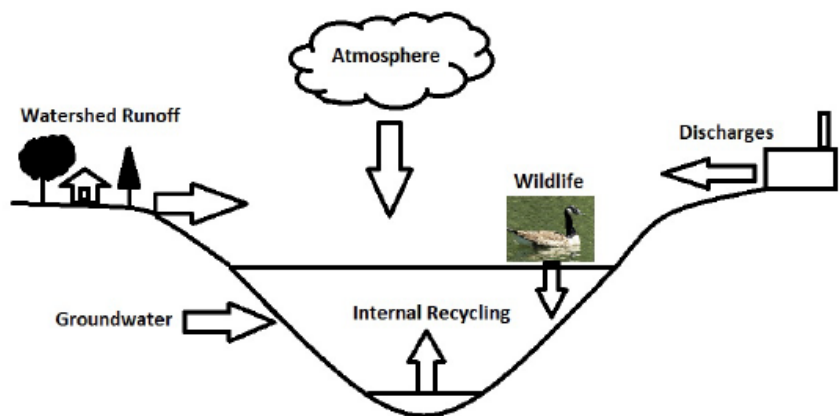 Atmosphere
Watershed Runoff
Discharges
Wildlife
Groundwater
Internal Recycling